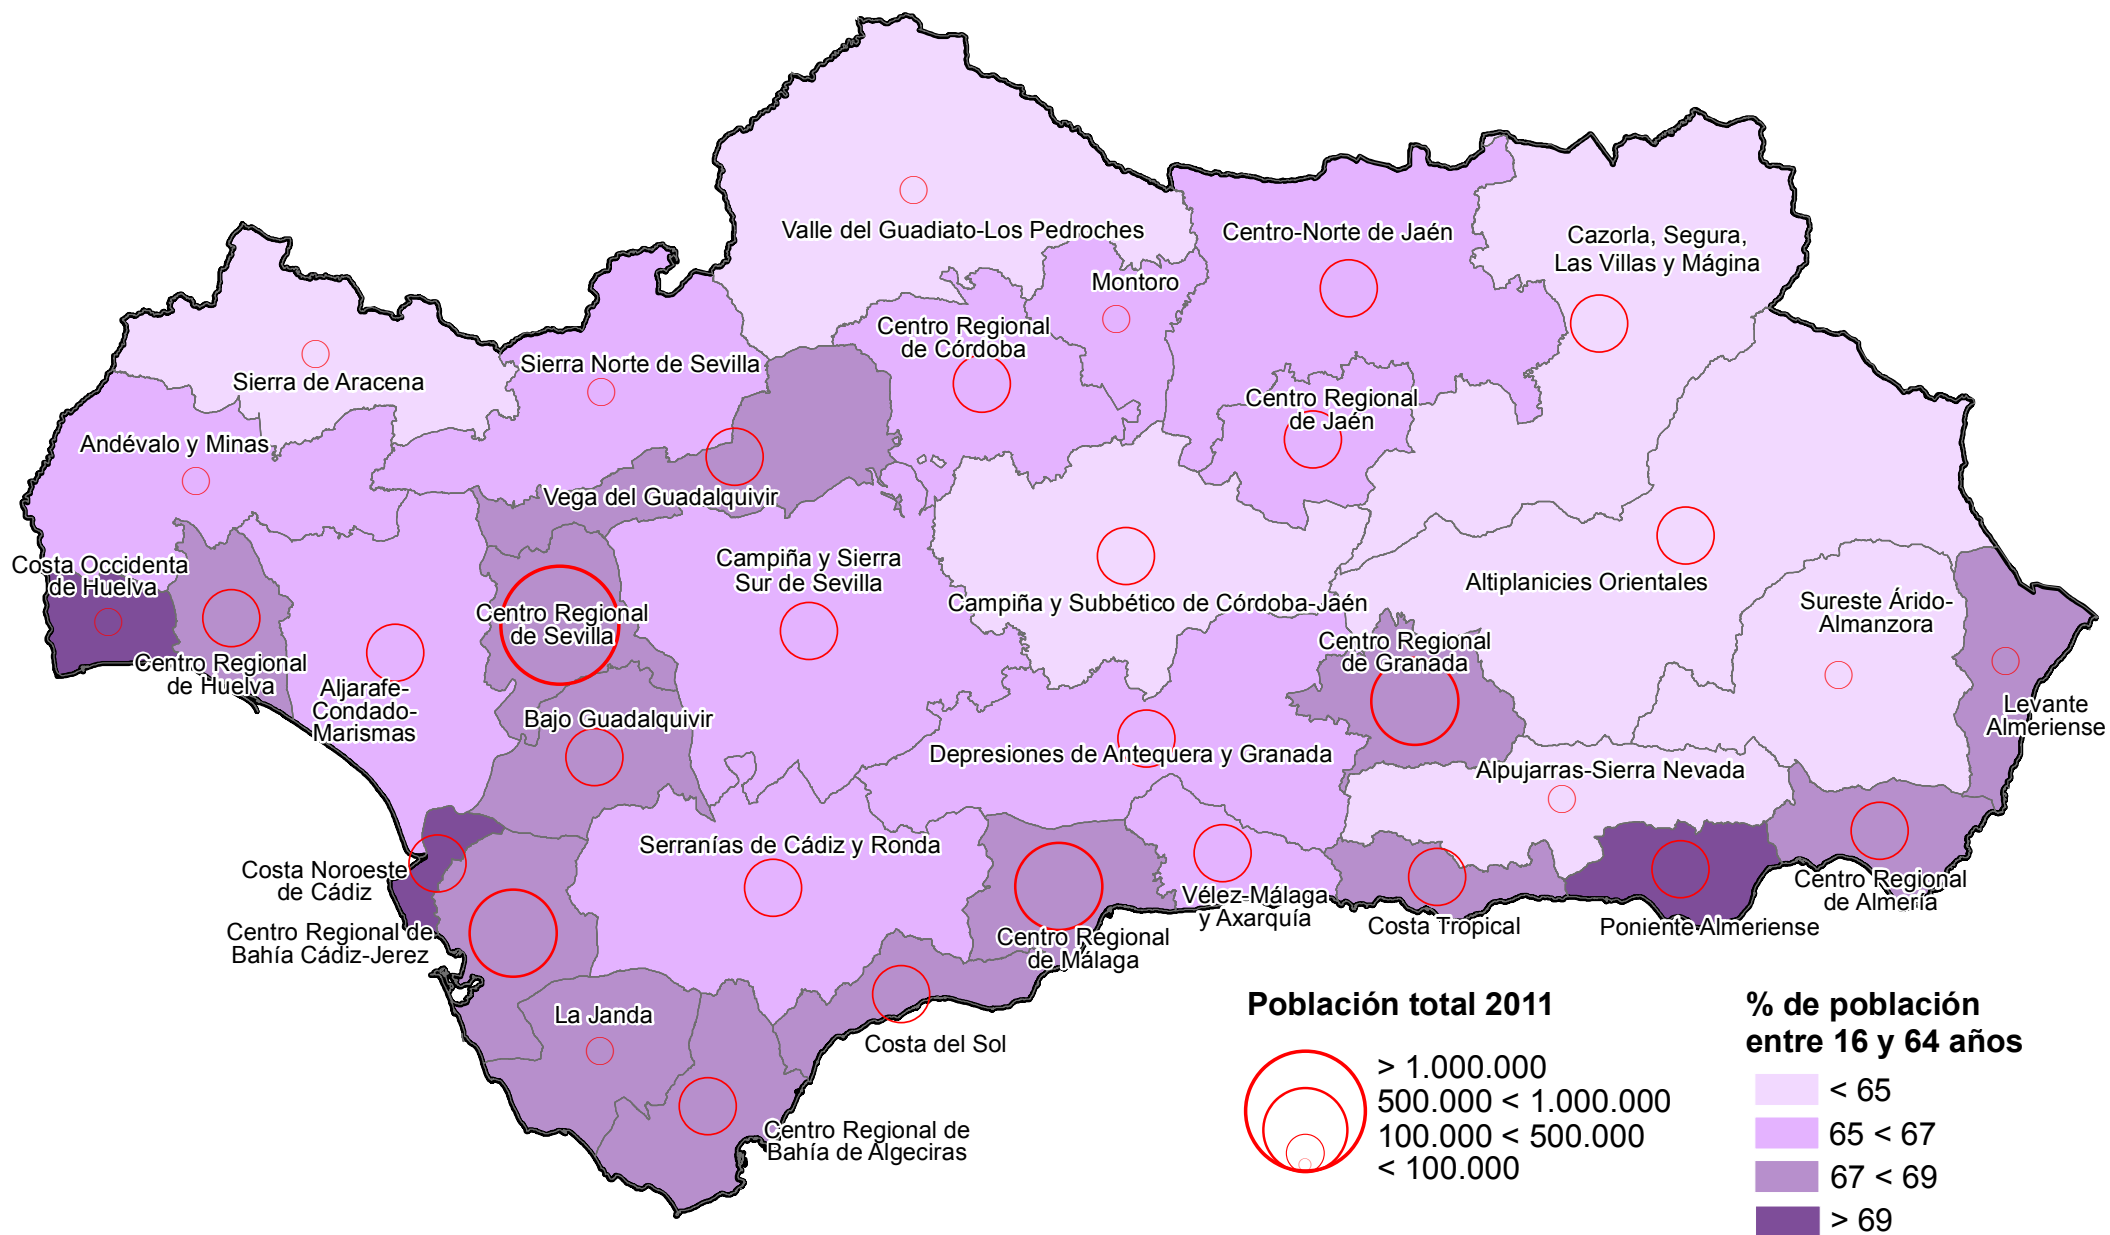 Valle del Guadiato-Los Pedroches
Centro-Norte de Jaén
Cazorla, Segura,
Las Villas y Mágina
Montoro
Centro Regional
de Córdoba
Sierra Norte de Sevilla
Sierra de Aracena
Centro Regional
de Jaén
Andévalo y Minas
Vega del Guadalquivir
Costa Occidenta
de Huelva
Campiña y Sierra
Sur de Sevilla
Altiplanicies Orientales
Campiña y Subbético de Córdoba-Jaén
Sureste Árido-
Almanzora
Centro Regional
de Sevilla
Centro Regional
de Granada
Centro Regional
de Huelva
Aljarafe-
Condado-
Marismas
Bajo Guadalquivir
Levante
Almeriense
Depresiones de Antequera y Granada
Alpujarras-Sierra Nevada
Serranías de Cádiz y Ronda
Costa Noroeste
de Cádiz
Vélez-Málaga
y Axarquía
Centro Regional
de Almería
Costa Tropical
Poniente Almeriense
Centro Regional de
Bahía Cádiz-Jerez
Centro Regional
de Málaga
La Janda
Costa del Sol
Centro Regional de
Bahía de Algeciras
Población total 2011
> 1.000.000
500.000 < 1.000.000
100.000 < 500.000
< 100.000
% de población
entre 16 y 64 años
< 65
65 < 67
67 < 69
> 69